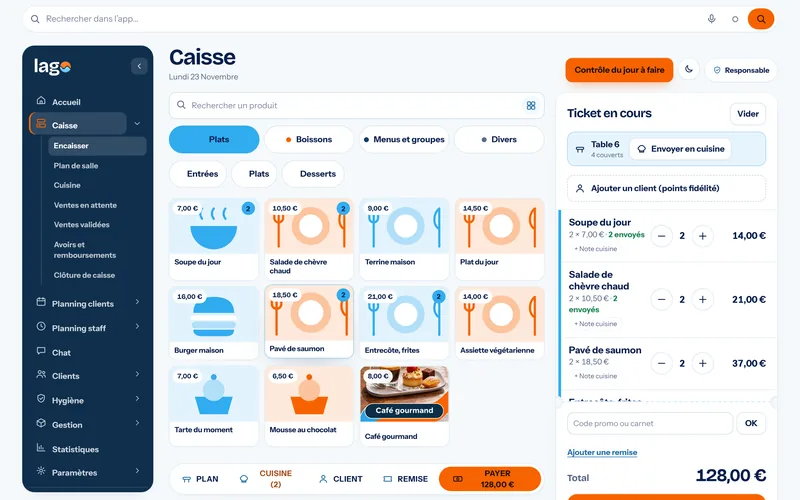 Rechercher dans l'app...
lago
Accueil
Caisse
Encaisser
Plan de salle
Cuisine
Ventes en attente
Ventes validées
Avoirs et
remboursements
Clôture de caisse
Planning clients
Planning staff
Chat
Clients
Hygiène
Gestion
Statistiques
Paramètres
Caisse
Lundi 23 Novembre
Contrôle du jour à faire
Responsable
Rechercher un produit
Plats
Boissons
Menus et groupes
Divers
Entrées
Plats
Desserts
7,00 €
2
Soupe du jour
10,50 €
2
Salade de chèvre
chaud
9,00 €
Terrine maison
14,50 €
Plat du jour
16,00 €
Burger maison
18,50 €
2
Pavé de saumon
21,00 €
2
Entrecôte, frites
14,00 €
Assiette végétarienne
7,00 €
Tarte du moment
6,50 €
Mousse au chocolat
8,00 €
Café gourmand
Café gourmand
PLAN
CUISINE
(2)
CLIENT
REMISE
PAYER
128,00 €
Ticket en cours
Vider
Table 6
4 couverts
Envoyer en cuisine
Ajouter un client (points fidélité)
Soupe du jour
2 × 7,00 € · 2 envoyés
+ Note cuisine
2
14,00 €
Salade de
chèvre chaud
2 × 10,50 € · 2
envoyés
+ Note cuisine
2
21,00 €
Pavé de saumon
2 × 18,50 €
+ Note cuisine
2
37,00 €
Entrecôte, frites
Code promo ou carnet
OK
Ajouter une remise
Total
128,00 €